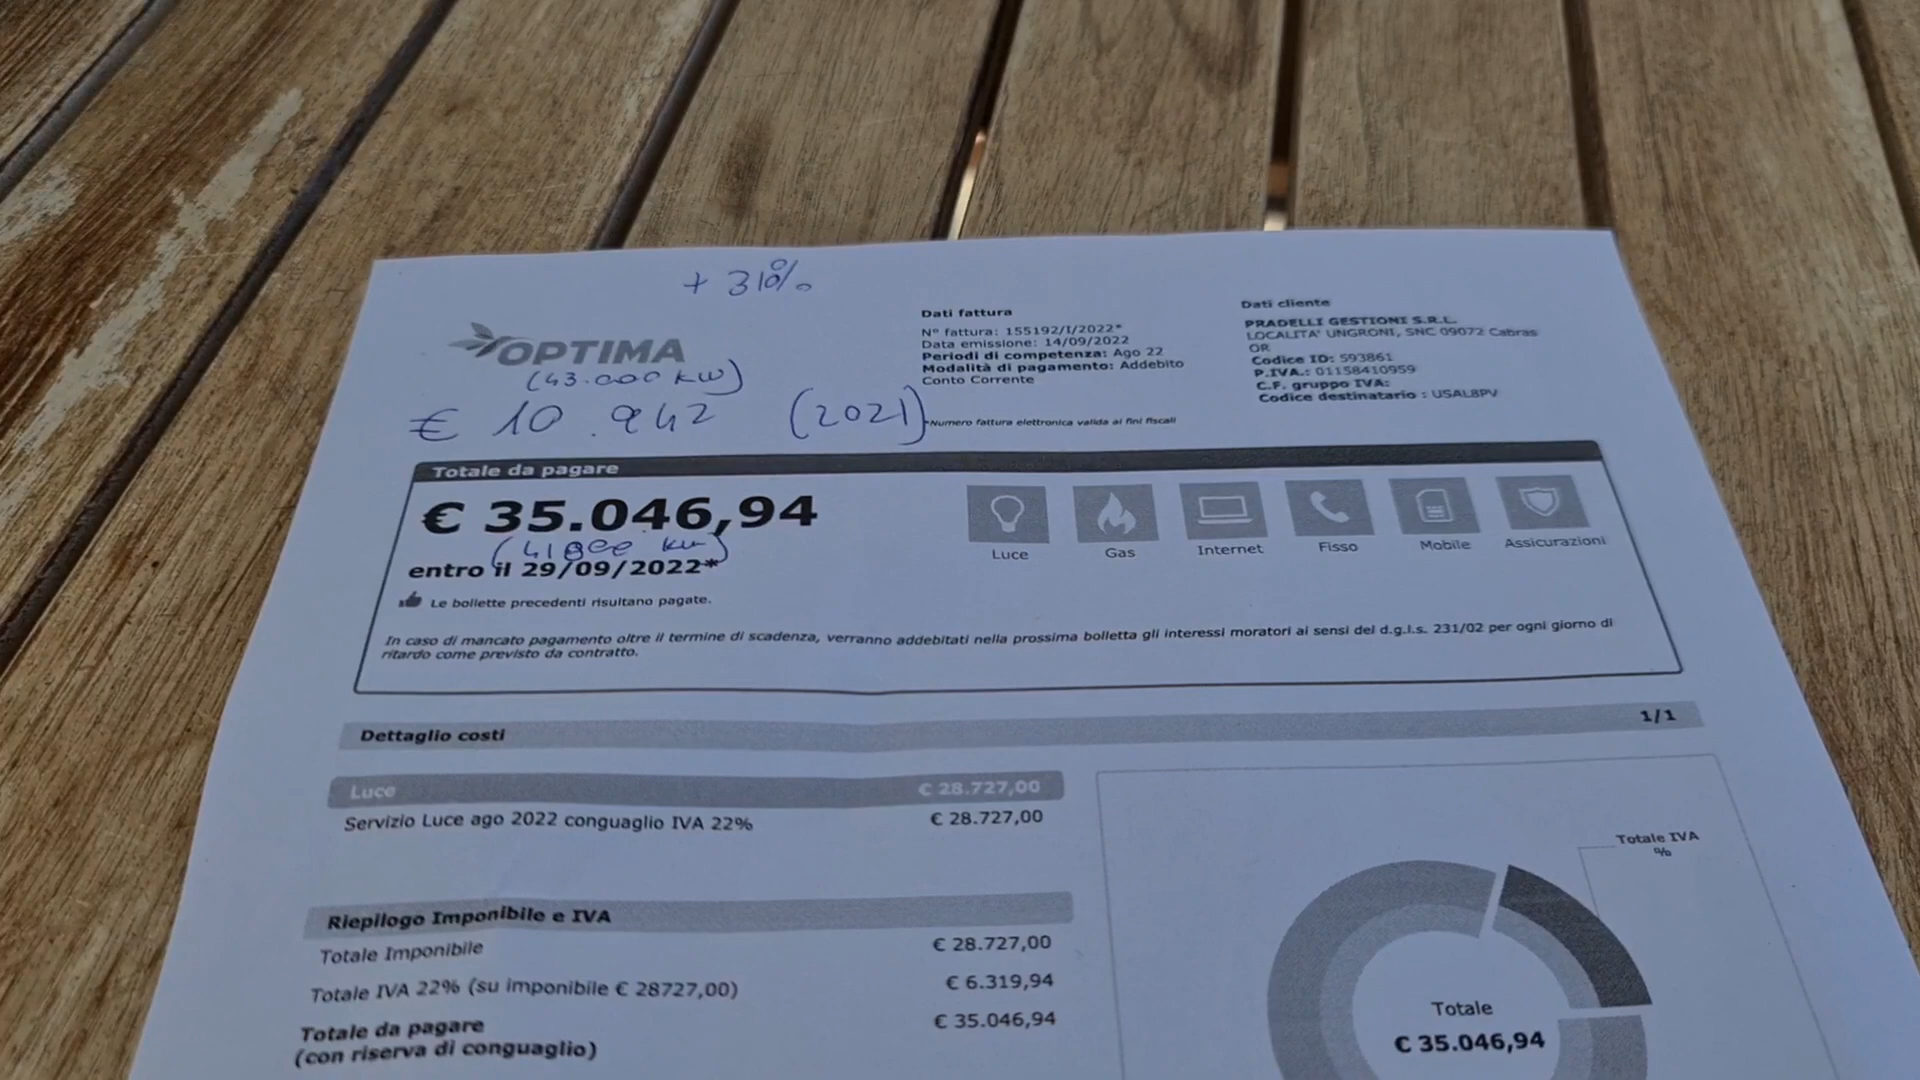 + 310%
OPTIMA
(43.000 KW)
€ 10.942 (2021)
Dati fattura
N° fattura: 155192/I/2022*
Data emissione: 14/09/2022
Periodi di competenza: Ago 22
Modalità di pagamento: Addebito
Conto Corrente
*Numero fattura elettronica valida ai fini fiscali
Dati cliente
PRADELLI GESTIONI S.R.L.
LOCALITA' UNGRONI, SNC 09072 Cabras
OR
Codice ID: 593861
P.IVA.: 01158410959
C.F. gruppo IVA:
Codice destinatario : USAL8PV
Totale da pagare
€ 35.046,94
entro il 29/09/2022*
Le bollette precedenti risultano pagate.
Luce
Gas
Internet
Fisso
Mobile
Assicurazioni
In caso di mancato pagamento oltre il termine di scadenza, verranno addebitati nella prossima bolletta gli interessi moratori ai sensi del d.g.l.s. 231/02 per ogni giorno di
ritardo come previsto da contratto.
Dettaglio costi 1/1
Luce € 28.727,00
Servizio Luce ago 2022 conguaglio IVA 22% € 28.727,00
Riepilogo Imponibile e IVA
Totale Imponibile € 28.727,00
Totale IVA 22% (su imponibile € 28727,00) € 6.319,94
Totale da pagare € 35.046,94
(con riserva di conguaglio)
Totale IVA
%
Totale
€ 35.046,94